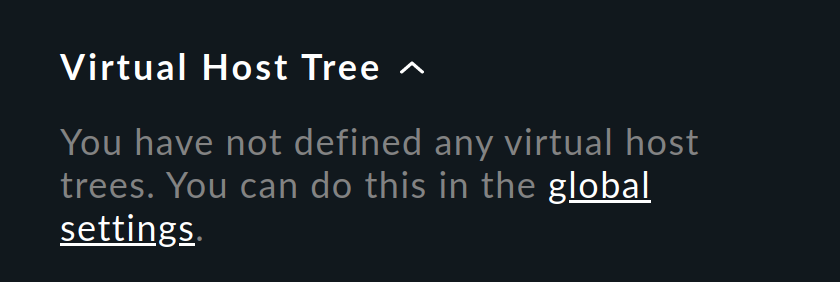 Virtual Host Tree
You have not defined any virtual host
trees. You can do this in the global
settings.